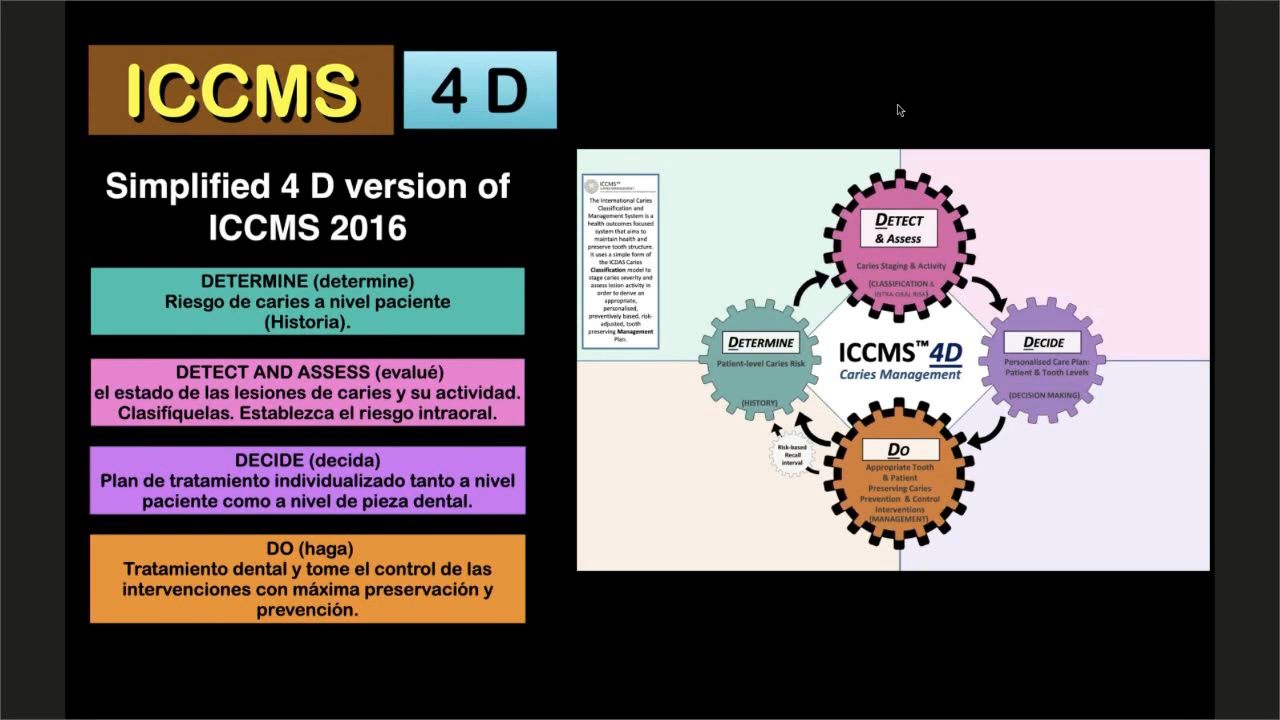 ICCMS
4 D
Simplified 4 D version of
ICCMS 2016
DETERMINE (determine)
Riesgo de caries a nivel paciente
(Historia).
DETECT AND ASSESS (evalué)
el estado de las lesiones de caries y su actividad.
Clasifíquelas. Establezca el riesgo intraoral.
DECIDE (decida)
Plan de tratamiento individualizado tanto a nivel
paciente como a nivel de pieza dental.
DO (haga)
Tratamiento dental y tome el control de las
intervenciones con máxima preservación y
prevención.
ICCMS™
The International Caries
Classification and
Management System is a
health outcomes focused
system that aims to
maintain health and
preserve tooth structure.
It uses a simple form of
the ICDAS Caries
Classification model to
stage caries severity and
assess lesion activity in
order to derive an
appropriate,
personalised,
preventively based, risk-
adjusted, tooth
preserving Management
Plan.
DETECT
& Assess
Caries Staging & Activity
(CLASSIFICATION &
INTRA-ORAL RISK)
DETERMINE
Patient-level Caries Risk
(HISTORY)
ICCMS™4D
Caries Management
DECIDE
Personalised Care Plan:
Patient & Tooth Levels
(DECISION MAKING)
Risk-based
Recall
interval
DO
Appropriate Tooth
& Patient
Preserving Caries
Prevention & Control
Interventions
(MANAGEMENT)